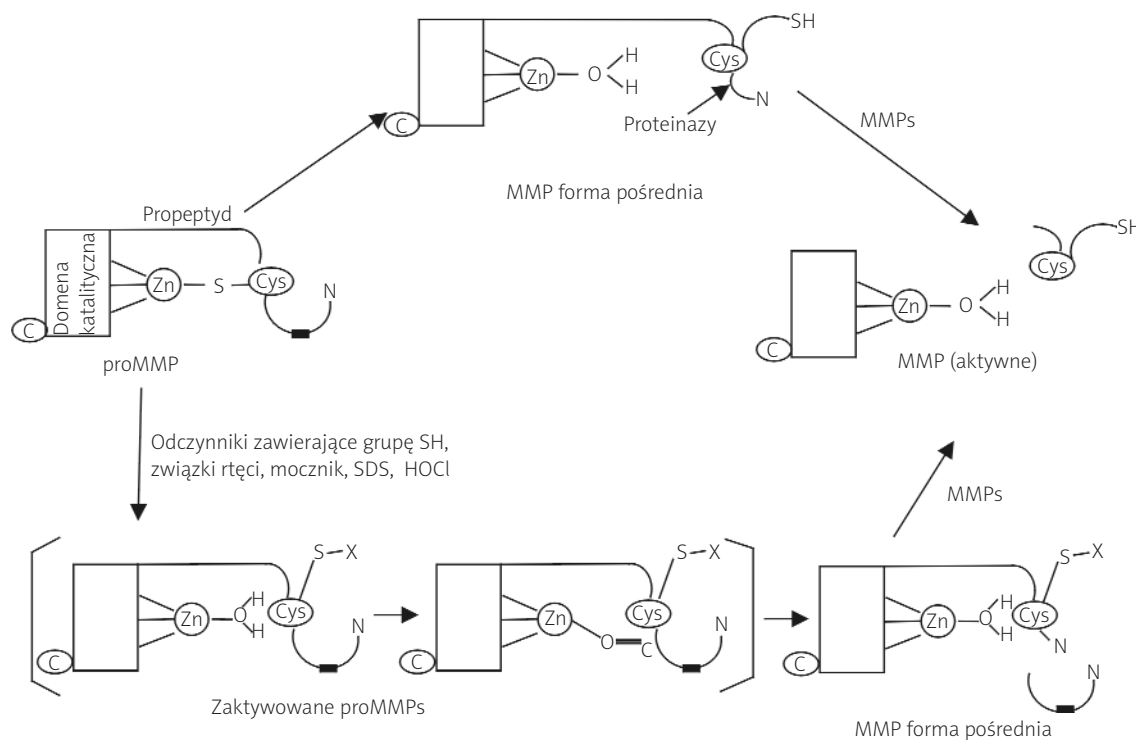 SH
H
Zn
O
H
Cys
N
C
Proteinazy
MMPs
MMP forma pośrednia
Propeptyd
Domena
katalityczna
Zn
S
Cys
N
C
proMMP
SH
Cys
H
Zn
O
H
C
MMP (aktywne)
Odczynniki zawierające grupę SH,
związki rtęci, mocznik, SDS, HOCl
MMPs
S–X
H
Zn
O
H
Cys
N
C
S–X
Zn
Cys
O
C
N
C
S–X
H
Zn
O
H
Cys
N
C
N
Zaktywowane proMMPs
MMP forma pośrednia